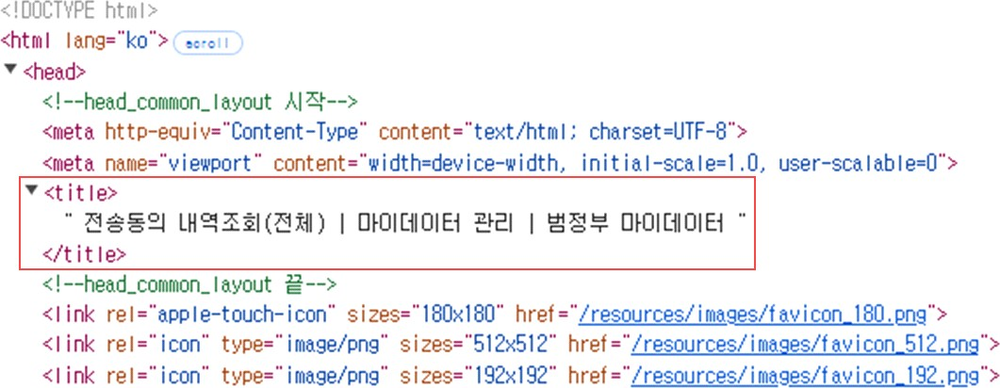 <!DOCTYPE html>
<html lang="ko"> scroll
▼ <head>
<!--head_common_layout 시작-->
<meta http-equiv="Content-Type" content="text/html; charset=UTF-8">
<meta name="viewport" content="width=device-width, initial-scale=1.0, user-scalable=0">
▼ <title>
" 전송동의 내역조회(전체) | 마이데이터 관리 | 범정부 마이데이터 "
</title>
<!--head_common_layout 끝-->
<link rel="apple-touch-icon" sizes="180x180" href="/resources/images/favicon_180.png">
<link rel="icon" type="image/png" sizes="512x512" href="/resources/images/favicon_512.png">
<link rel="icon" type="image/png" sizes="192x192" href="/resources/images/favicon_192.png">